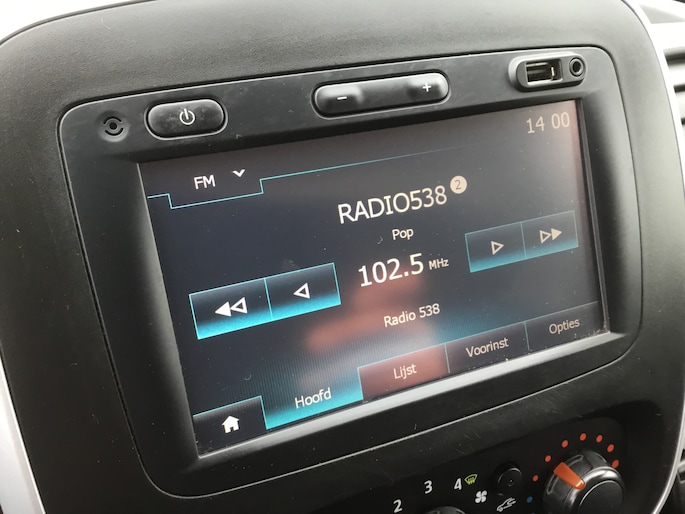 − +
14 00
FM
RADIO538 2
Pop
102.5 MHz
Radio 538
Hoofd Lijst Voorinst Opties
2 3 4